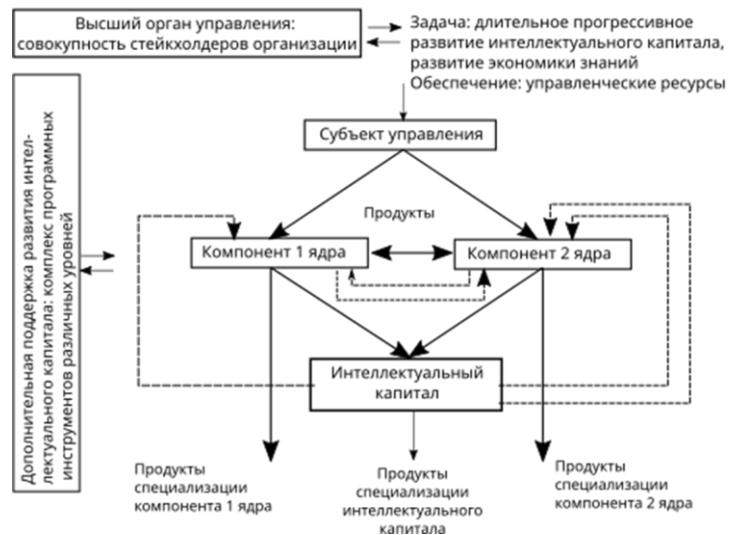 Высший орган управления:
совокупность стейкхолдеров организации
Задача: длительное прогрессивное
развитие интеллектуального капитала,
развитие экономики знаний
Обеспечение: управленческие ресурсы
Дополнительная поддержка развития интел-
лектуального капитала: комплекс программных
инструментов различных уровней
Субъект управления
Продукты
Компонент 1 ядра
Компонент 2 ядра
Интеллектуальный
капитал
Продукты
специализации
компонента 1 ядра
Продукты
специализации
интеллектуального
капитала
Продукты
специализации
компонента 2 ядра